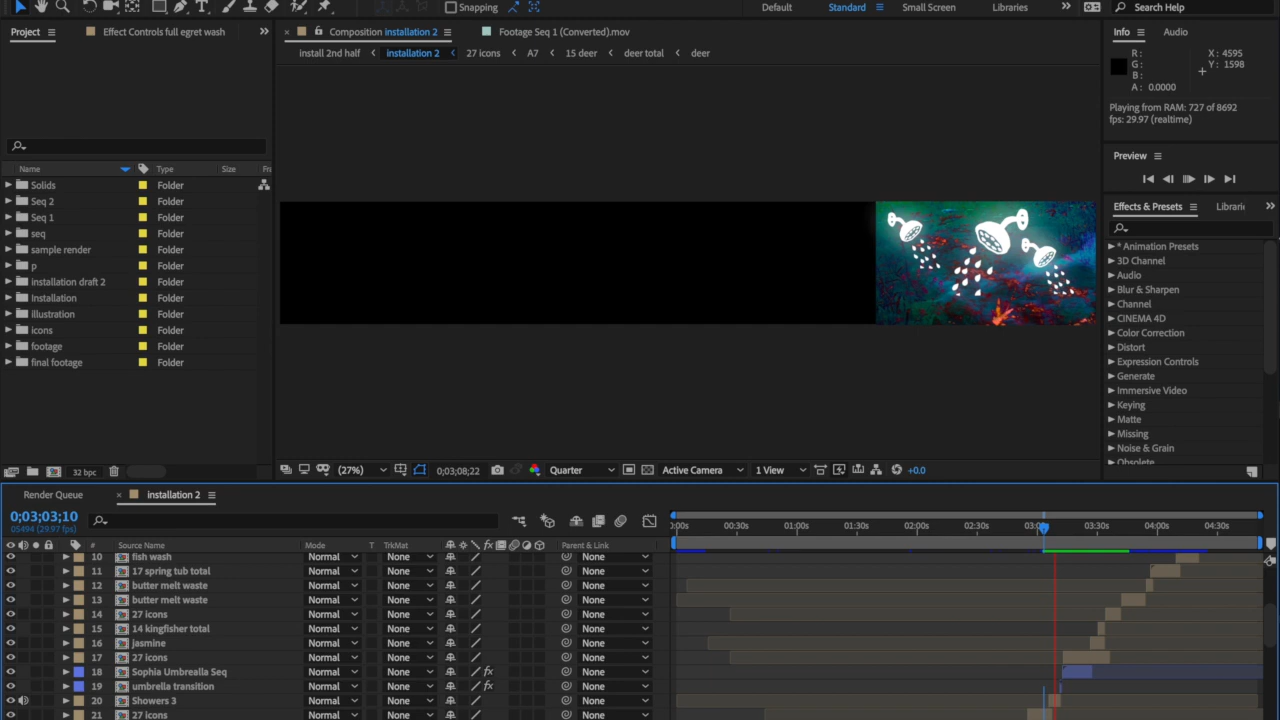 Snapping
Default
Standard
Small Screen
Libraries
Search Help
Project
Effect Controls full egret wash
Composition installation 2
Footage Seq 1 (Converted).mov
install 2nd half
installation 2
27 icons
A7
15 deer
deer total
deer
Info
Audio
R :
G :
B :
A : 0.0000
X : 4595
Y : 1598
Playing from RAM: 727 of 8692
fps: 29.97 (realtime)
Preview
Effects & Presets
Librari
* Animation Presets
3D Channel
Audio
Blur & Sharpen
Channel
CINEMA 4D
Color Correction
Distort
Expression Controls
Generate
Immersive Video
Keying
Matte
Missing
Noise & Grain
Obsolete
Name
Type
Size
Fra
Solids Folder
Seq 2 Folder
Seq 1 Folder
seq Folder
sample render Folder
p Folder
installation draft 2 Folder
Installation Folder
illustration Folder
icons Folder
footage Folder
final footage Folder
32 bpc
(27%)
0;03;08;22
Quarter
Active Camera
1 View
+0.0
Render Queue
installation 2
0;03;03;10
05494 (29.97 fps)
:00s 00:30s 01:00s 01:30s 02:00s 02:30s 03:0 03:30s 04:00s 04:30s
# Source Name Mode T TrkMat fx Parent & Link
10 fish wash Normal None None
11 17 spring tub total Normal None None
12 butter melt waste Normal None None
13 butter melt waste Normal None None
14 27 icons Normal None None
15 14 kingfisher total Normal None None
16 jasmine Normal None None
17 27 icons Normal None None
18 Sophia Umbrealla Seq Normal None fx None
19 umbrella transition Normal None fx None
20 Showers 3 Normal None None
21 27 icons Normal None None